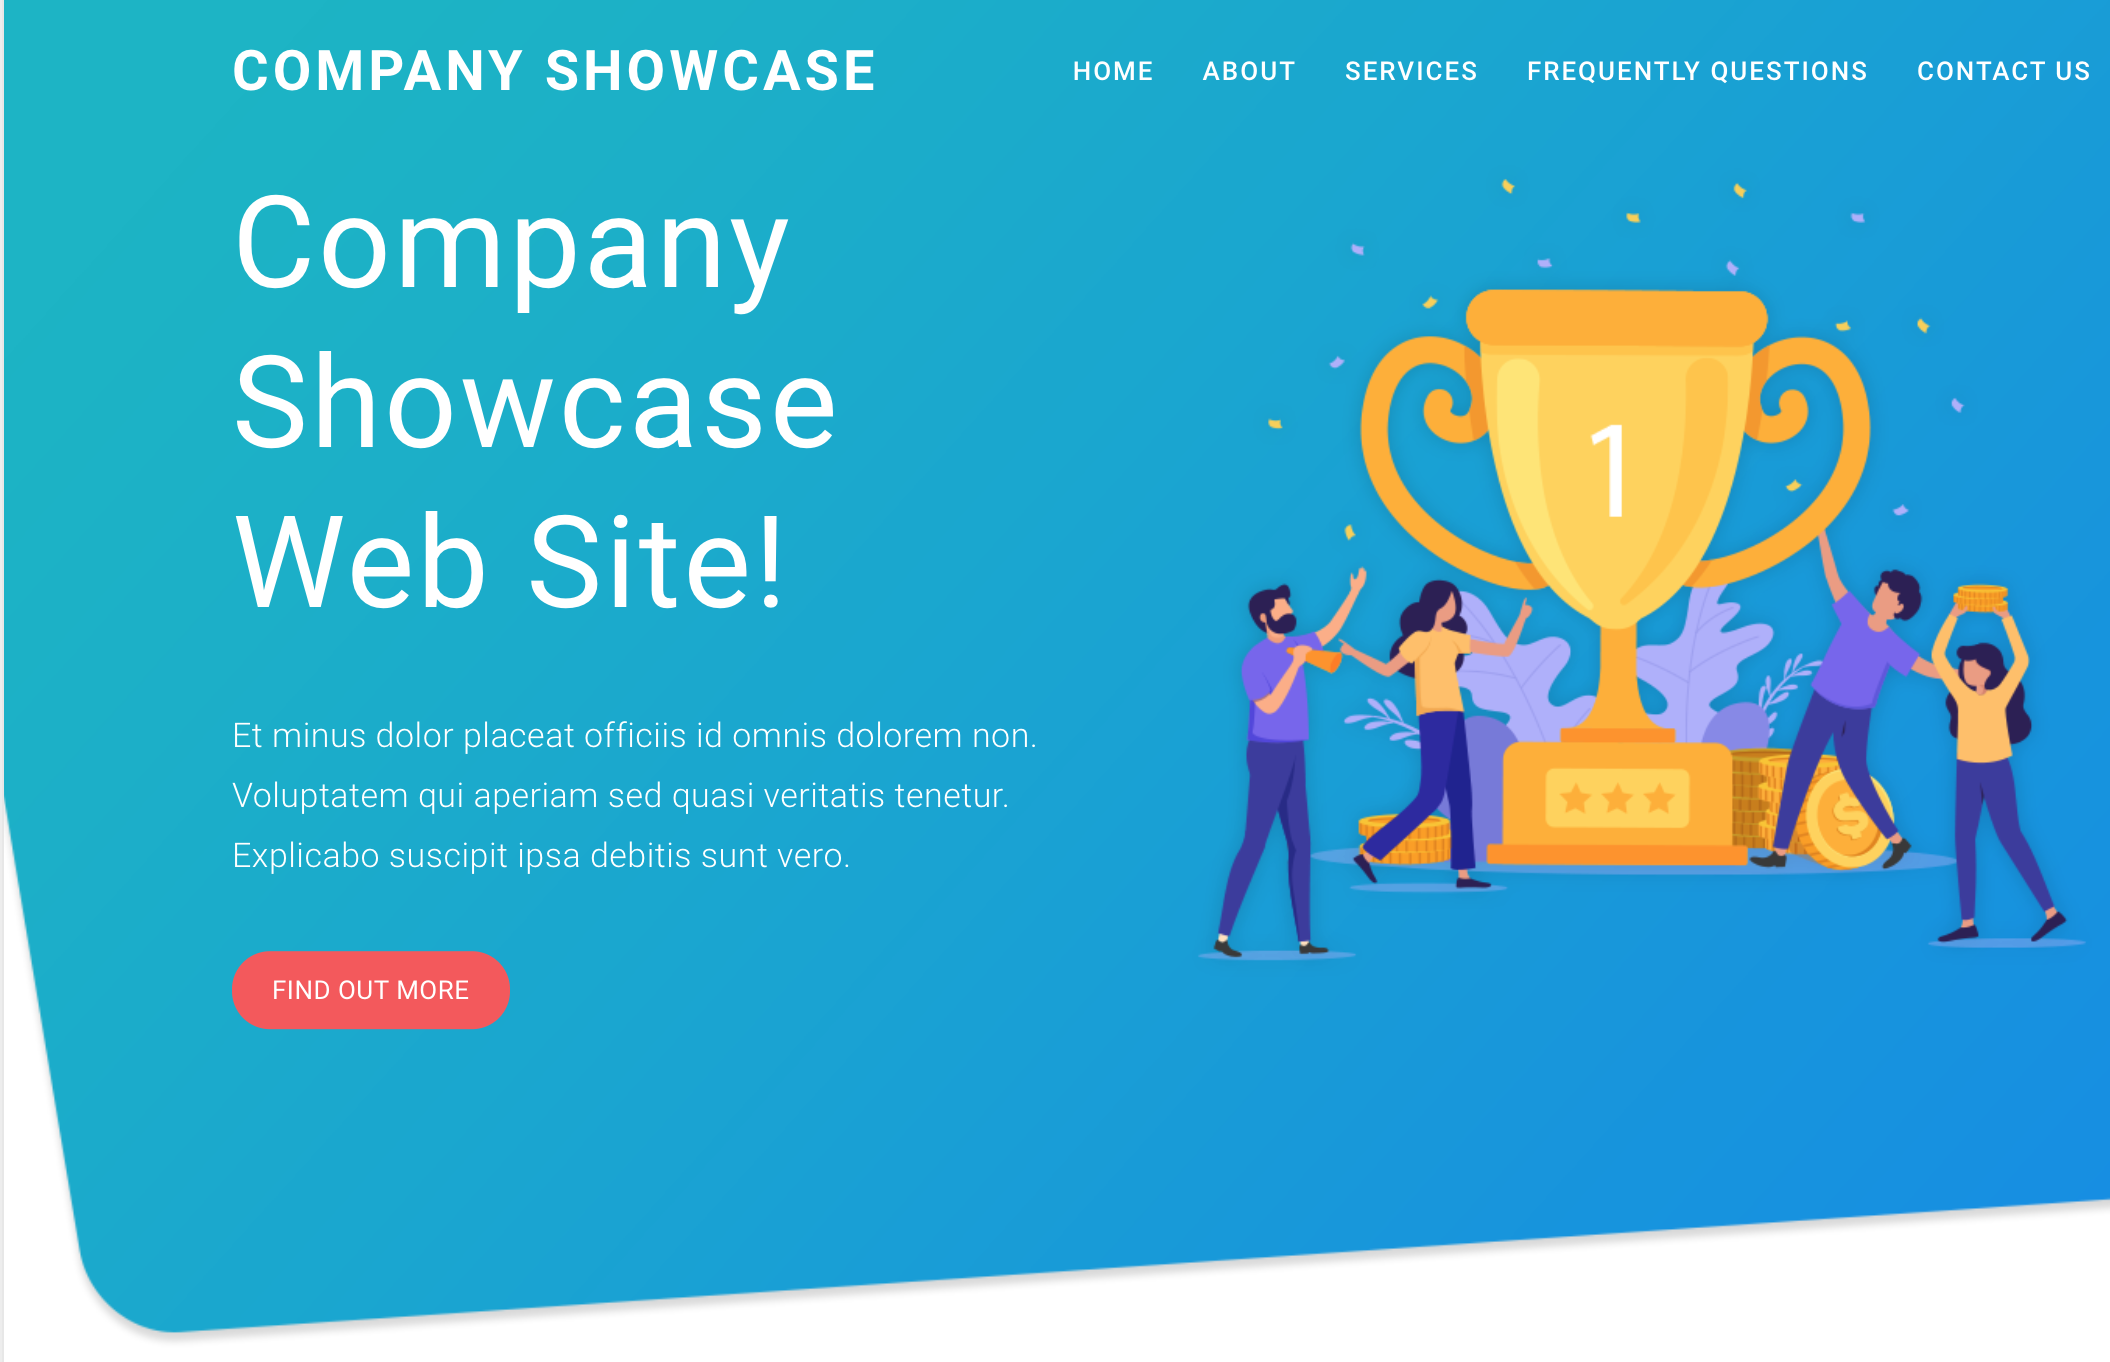 COMPANY SHOWCASE
HOME ABOUT SERVICES FREQUENTLY QUESTIONS CONTACT US
Company
Showcase
Web Site!
Et minus dolor placeat officiis id omnis dolorem non.
Voluptatem qui aperiam sed quasi veritatis tenetur.
Explicabo suscipit ipsa debitis sunt vero.
FIND OUT MORE
1
$